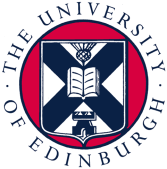 · THE UNIVERSITY ·
OF EDINBURGH